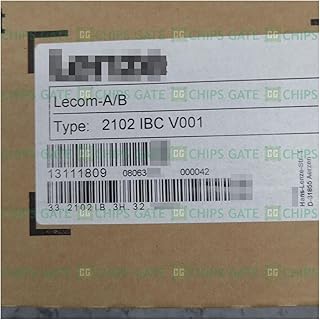 Lenze
Lecom-A/B
Type: 2102 IBC V001
13111809 08063 000042
33.2102IB.3H.32
Hans-Lenze-Str. 1
D-31855 Aerzen
DG CHIPS GATE